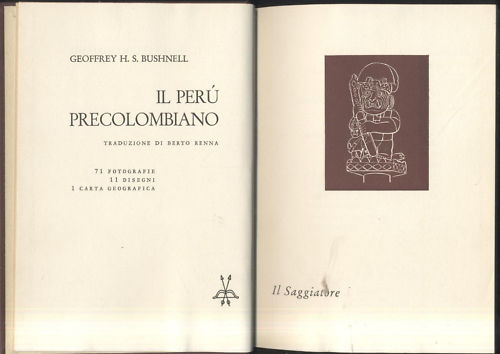 GEOFFREY H. S. BUSHNELL
IL PERÚ
PRECOLOMBIANO
TRADUZIONE DI BERTO RENNA
71 FOTOGRAFIE
11 DISEGNI
1 CARTA GEOGRAFICA
Il Saggiatore